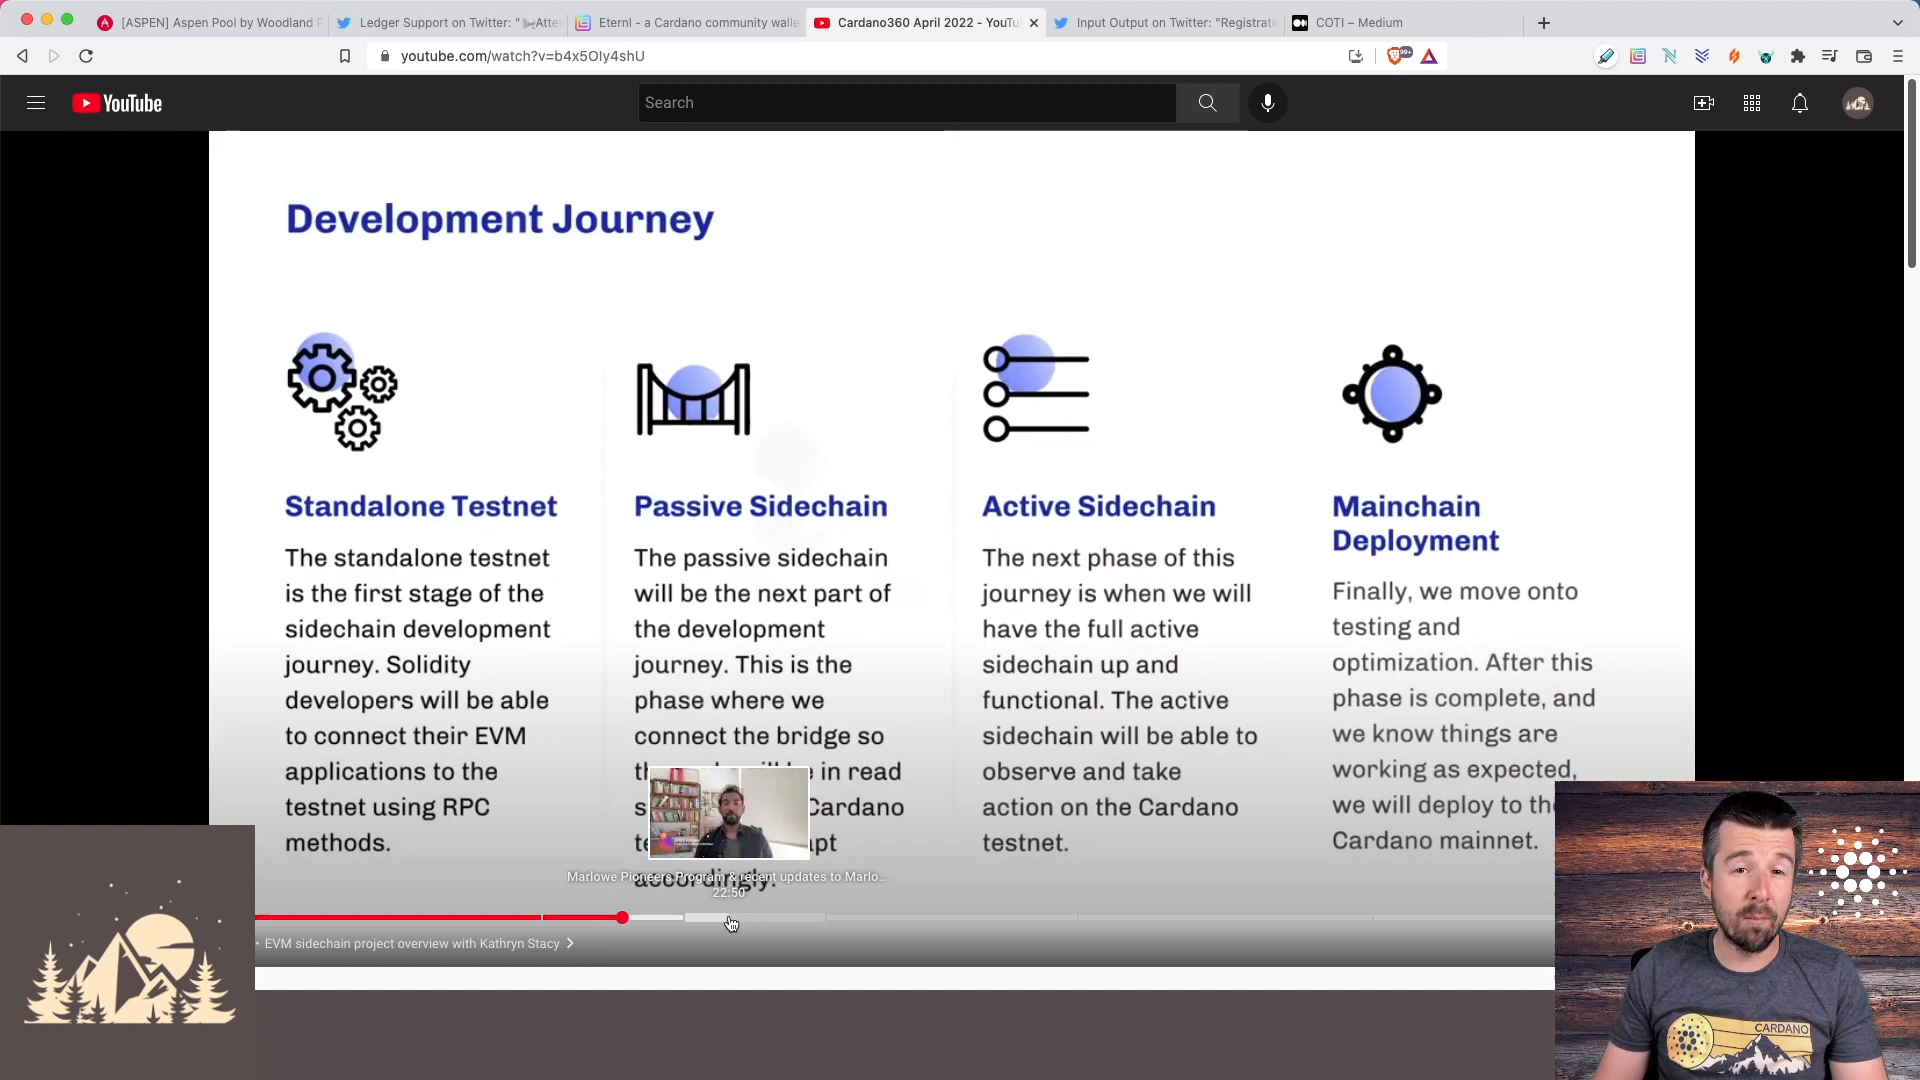 [ASPEN] Aspen Pool by Woodland P
Ledger Support on Twitter: "
Atte
Eternl - a Cardano community walle
Cardano360 April 2022 - YouTu
Input Output on Twitter: "Registratio
COTI – Medium
youtube.com/watch?v=b4x5Oly4shU
99+
YouTube
Search
Development Journey
Standalone Testnet
The standalone testnet
is the first stage of the
sidechain development
journey. Solidity
developers will be able
to connect their EVM
applications to the
testnet using RPC
methods.
Passive Sidechain
The passive sidechain
will be the next part of
the development
journey. This is the
phase where we
connect the bridge so
in read
Cardano
pt
accordingly.
Active Sidechain
The next phase of this
journey is when we will
have the full active
sidechain up and
functional. The active
sidechain will be able to
observe and take
action on the Cardano
testnet.
Mainchain
Deployment
Finally, we move onto
testing and
optimization. After this
phase is complete, and
we know things are
working as expected,
we will deploy to the
Cardano mainnet.
Marlowe Pioneers Program & recent updates to Marlo...
22:50
• EVM sidechain project overview with Kathryn Stacy
CARDANO